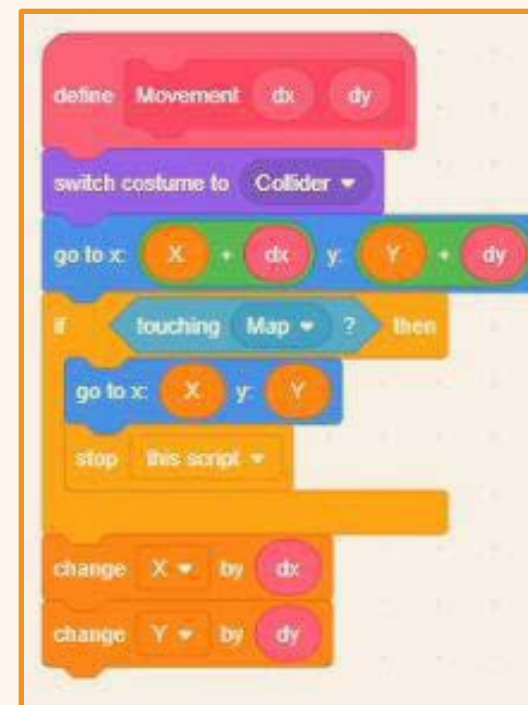 define Movement dx dy
switch costume to Collider
go to x: X + dx y: Y + dy
if touching Map ? then
go to x: X y: Y
stop this script
change X by dx
change Y by dy